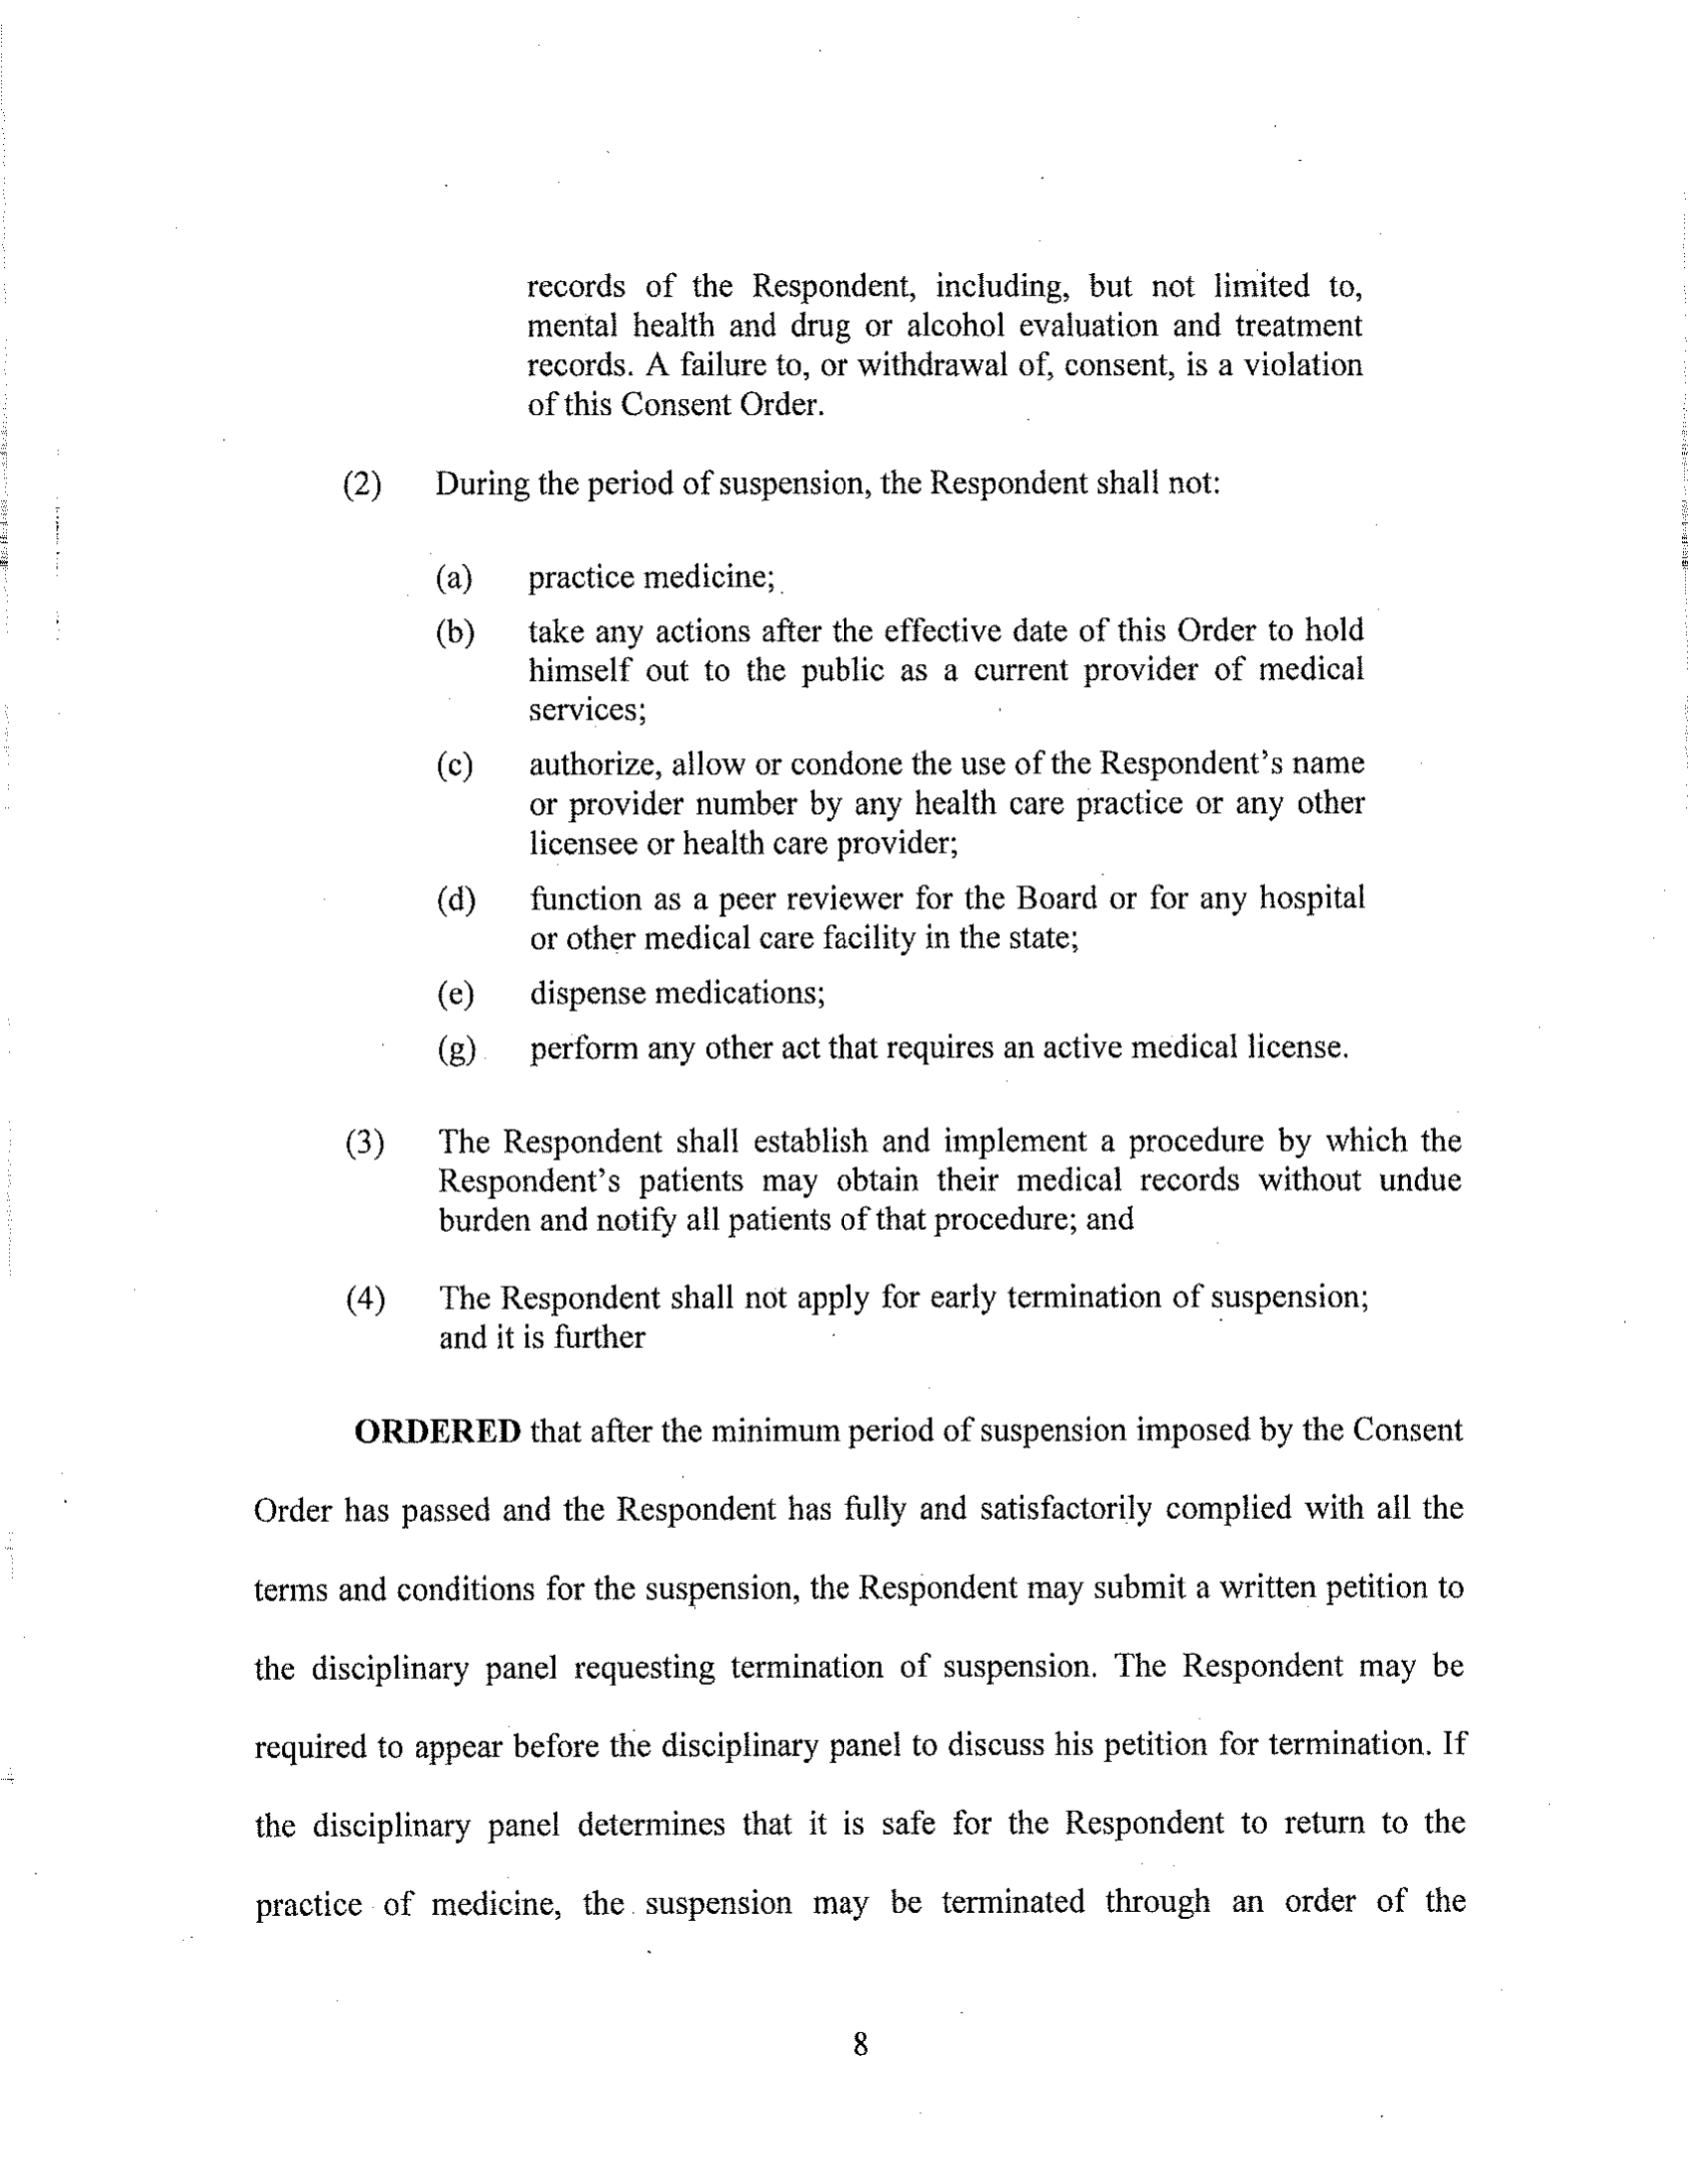 records of the Respondent, including, but not limited to,
mental health and drug or alcohol evaluation and treatment
records. A failure to, or withdrawal of, consent, is a violation
of this Consent Order.
(2) During the period of suspension, the Respondent shall not:
(a) practice medicine;
(b) take any actions after the effective date of this Order to hold
himself out to the public as a current provider of medical
services;
(c) authorize, allow or condone the use of the Respondent's name
or provider number by any health care practice or any other
licensee or health care provider;
(d) function as a peer reviewer for the Board or for any hospital
or other medical care facility in the state;
(e) dispense medications;
(g) perform any other act that requires an active medical license.
(3) The Respondent shall establish and implement a procedure by which the
Respondent's patients may obtain their medical records without undue
burden and notify all patients of that procedure; and
(4) The Respondent shall not apply for early termination of suspension;
and it is further
ORDERED that after the minimum period of suspension imposed by the Consent
Order has passed and the Respondent has fully and satisfactorily complied with all the
terms and conditions for the suspension, the Respondent may submit a written petition to
the disciplinary panel requesting termination of suspension. The Respondent may be
required to appear before the disciplinary panel to discuss his petition for termination. If
the disciplinary panel determines that it is safe for the Respondent to return to the
practice of medicine, the suspension may be terminated through an order of the
8